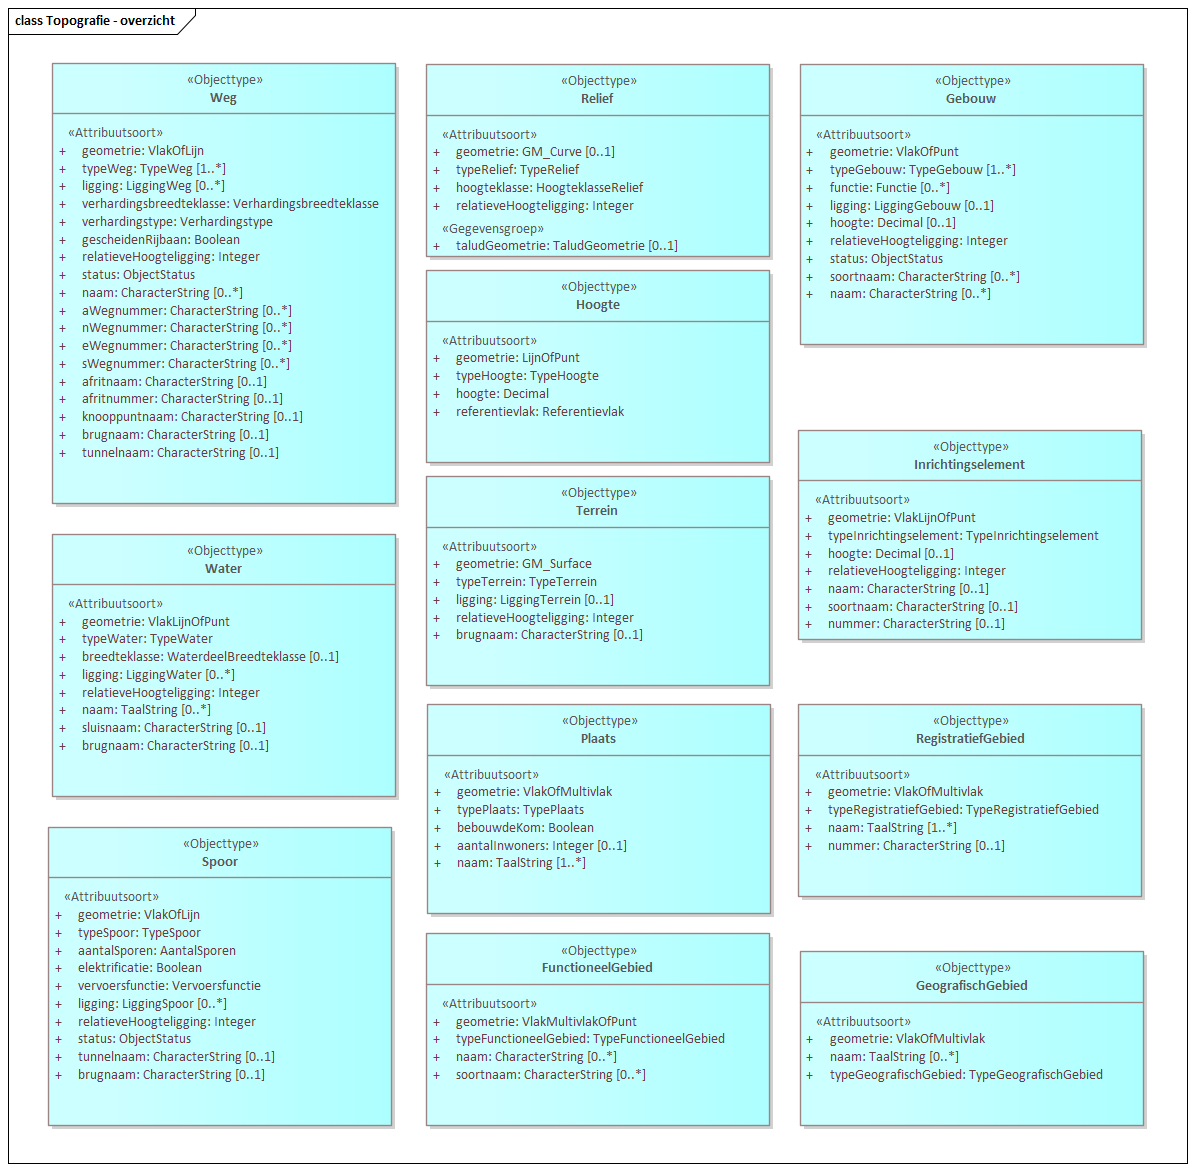 class Topografie - overzicht
«Objecttype»
Weg
«Attribuutsoort»
+ geometrie: VlakOfLijn
+ typeWeg: TypeWeg [1..*]
+ ligging: LiggingWeg [0..*]
+ verhardingsbreedteklasse: Verhardingsbreedteklasse
+ verhardingstype: Verhardingstype
+ gescheidenRijbaan: Boolean
+ relatieveHoogteligging: Integer
+ status: ObjectStatus
+ naam: CharacterString [0..*]
+ aWegnummer: CharacterString [0..*]
+ nWegnummer: CharacterString [0..*]
+ eWegnummer: CharacterString [0..*]
+ sWegnummer: CharacterString [0..*]
+ afritnaam: CharacterString [0..1]
+ afritnummer: CharacterString [0..1]
+ knooppuntnaam: CharacterString [0..1]
+ brugnaam: CharacterString [0..1]
+ tunnelnaam: CharacterString [0..1]
«Objecttype»
Water
«Attribuutsoort»
+ geometrie: VlakLijnOfPunt
+ typeWater: TypeWater
+ breedteklasse: WaterdeelBreedteklasse [0..1]
+ ligging: LiggingWater [0..*]
+ relatieveHoogteligging: Integer
+ naam: TaalString [0..*]
+ sluisnaam: CharacterString [0..1]
+ brugnaam: CharacterString [0..1]
«Objecttype»
Spoor
«Attribuutsoort»
+ geometrie: VlakOfLijn
+ typeSpoor: TypeSpoor
+ aantalSporen: AantalSporen
+ elektrificatie: Boolean
+ vervoersfunctie: Vervoersfunctie
+ ligging: LiggingSpoor [0..*]
+ relatieveHoogteligging: Integer
+ status: ObjectStatus
+ tunnelnaam: CharacterString [0..1]
+ brugnaam: CharacterString [0..1]
«Objecttype»
Relief
«Attribuutsoort»
+ geometrie: GM_Curve [0..1]
+ typeRelief: TypeRelief
+ hoogteklasse: HoogteklasseRelief
+ relatieveHoogteligging: Integer
«Gegevensgroep»
+ taludGeometrie: TaludGeometrie [0..1]
«Objecttype»
Hoogte
«Attribuutsoort»
+ geometrie: LijnOfPunt
+ typeHoogte: TypeHoogte
+ hoogte: Decimal
+ referentievlak: Referentievlak
«Objecttype»
Terrein
«Attribuutsoort»
+ geometrie: GM_Surface
+ typeTerrein: TypeTerrein
+ ligging: LiggingTerrein [0..1]
+ relatieveHoogteligging: Integer
+ brugnaam: CharacterString [0..1]
«Objecttype»
Plaats
«Attribuutsoort»
+ geometrie: VlakOfMultivlak
+ typePlaats: TypePlaats
+ bebouwdeKom: Boolean
+ aantalInwoners: Integer [0..1]
+ naam: TaalString [1..*]
«Objecttype»
FunctioneelGebied
«Attribuutsoort»
+ geometrie: VlakMultivlakOfPunt
+ typeFunctioneelGebied: TypeFunctioneelGebied
+ naam: CharacterString [0..*]
+ soortnaam: CharacterString [0..*]
«Objecttype»
Gebouw
«Attribuutsoort»
+ geometrie: VlakOfPunt
+ typeGebouw: TypeGebouw [1..*]
+ functie: Functie [0..*]
+ ligging: LiggingGebouw [0..1]
+ hoogte: Decimal [0..1]
+ relatieveHoogteligging: Integer
+ status: ObjectStatus
+ soortnaam: CharacterString [0..*]
+ naam: CharacterString [0..*]
«Objecttype»
Inrichtingselement
«Attribuutsoort»
+ geometrie: VlakLijnOfPunt
+ typeInrichtingselement: TypeInrichtingselement
+ hoogte: Decimal [0..1]
+ relatieveHoogteligging: Integer
+ naam: CharacterString [0..1]
+ soortnaam: CharacterString [0..1]
+ nummer: CharacterString [0..1]
«Objecttype»
RegistratiefGebied
«Attribuutsoort»
+ geometrie: VlakOfMultivlak
+ typeRegistratiefGebied: TypeRegistratiefGebied
+ naam: TaalString [1..*]
+ nummer: CharacterString [0..1]
«Objecttype»
GeografischGebied
«Attribuutsoort»
+ geometrie: VlakOfMultivlak
+ naam: TaalString [0..*]
+ typeGeografischGebied: TypeGeografischGebied